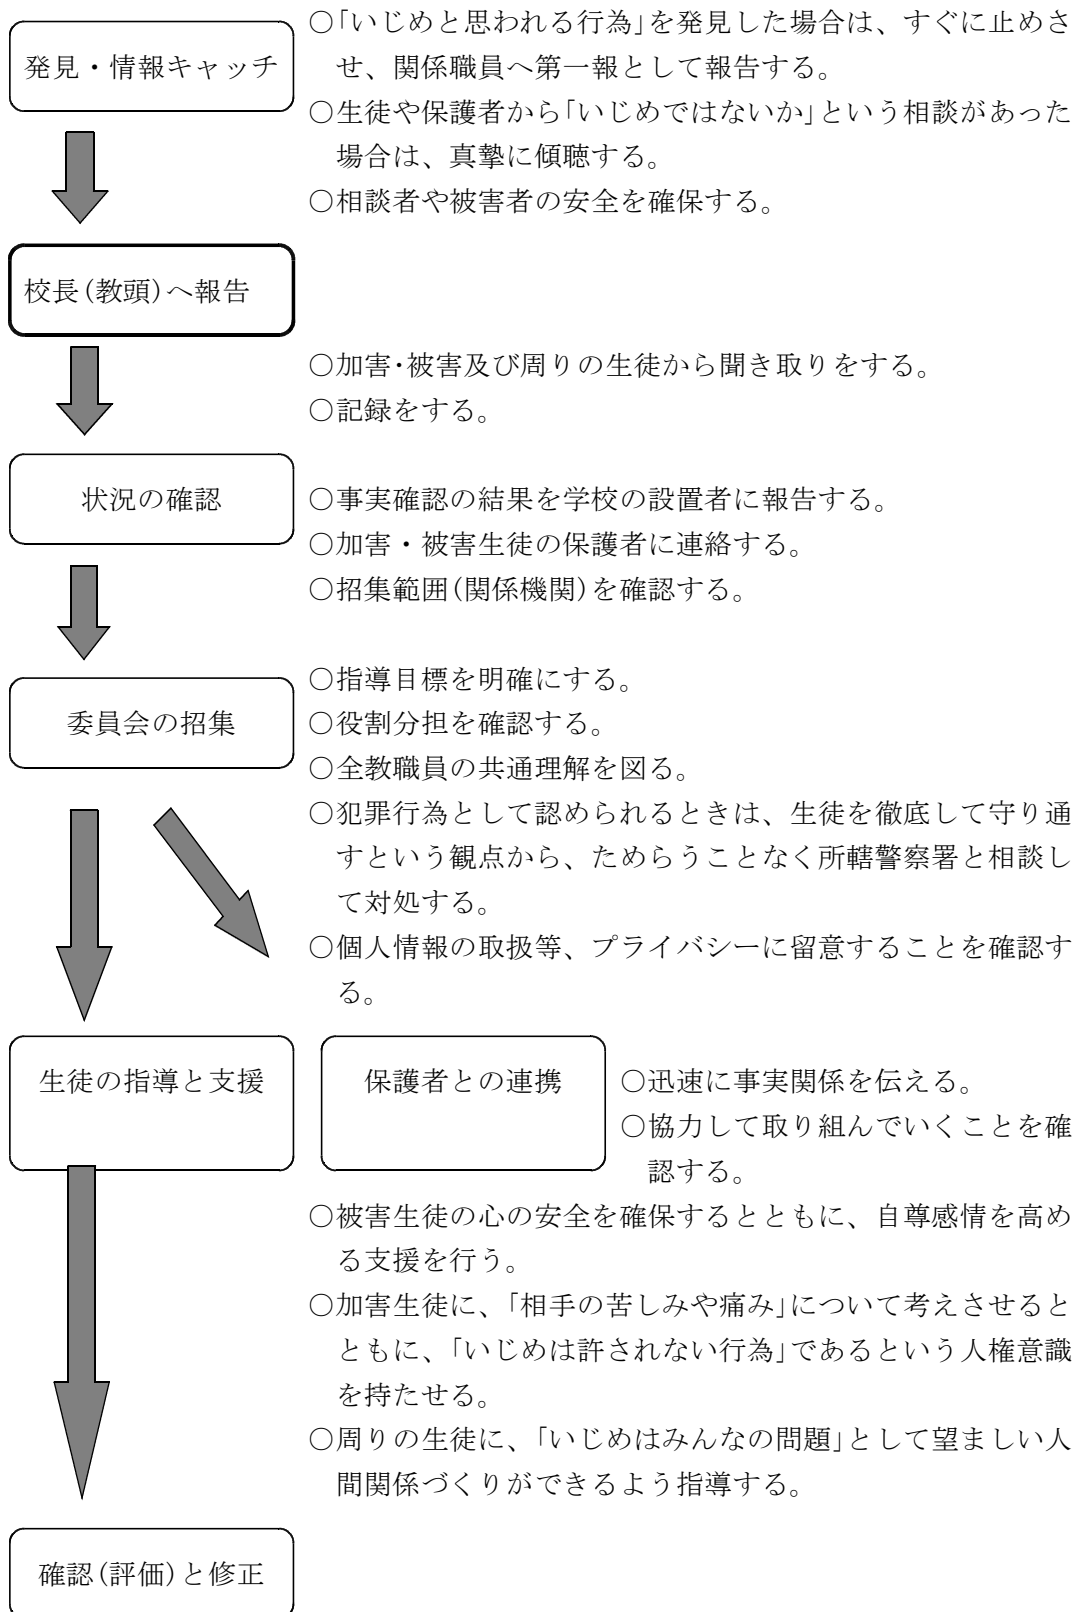 発見・情報キャッチ
○｢いじめと思われる行為｣を発見した場合は、すぐに止めさ
せ、関係職員へ第一報として報告する。
○生徒や保護者から｢いじめではないか｣という相談があった
場合は、真摯に傾聴する。
○相談者や被害者の安全を確保する。
校長(教頭)へ報告
○加害･被害及び周りの生徒から聞き取りをする。
○記録をする。
状況の確認
○事実確認の結果を学校の設置者に報告する。
○加害・被害生徒の保護者に連絡する。
○招集範囲(関係機関)を確認する。
委員会の招集
○指導目標を明確にする。
○役割分担を確認する。
○全教職員の共通理解を図る。
○犯罪行為として認められるときは、生徒を徹底して守り通
すという観点から、ためらうことなく所轄警察署と相談し
て対処する。
○個人情報の取扱等、プライバシーに留意することを確認す
る。
生徒の指導と支援
保護者との連携
○迅速に事実関係を伝える。
○協力して取り組んでいくことを確
認する。
○被害生徒の心の安全を確保するとともに、自尊感情を高め
る支援を行う。
○加害生徒に、｢相手の苦しみや痛み｣について考えさせると
ともに、｢いじめは許されない行為｣であるという人権意識
を持たせる。
○周りの生徒に、｢いじめはみんなの問題｣として望ましい人
間関係づくりができるよう指導する。
確認(評価)と修正